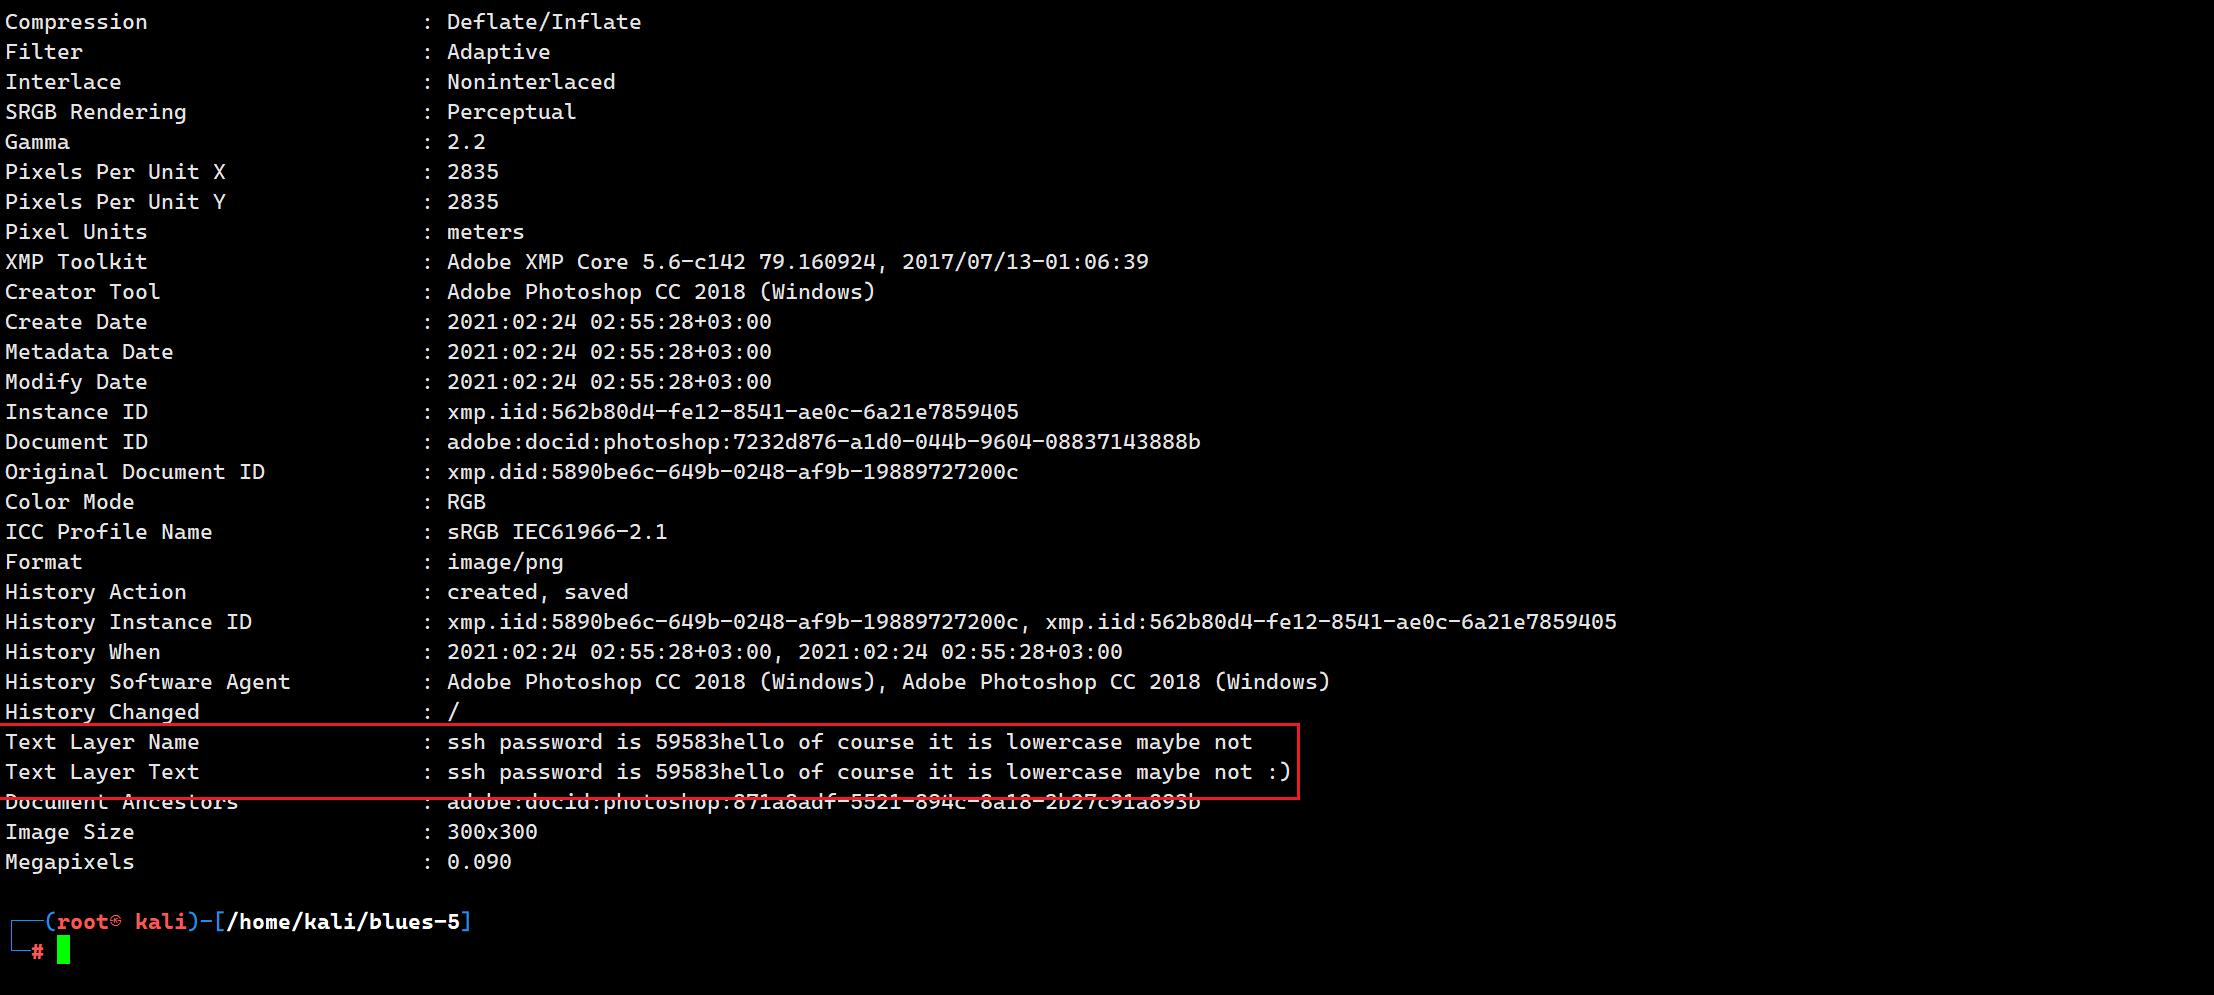 Compression                     : Deflate/Inflate
Filter                          : Adaptive
Interlace                       : Noninterlaced
SRGB Rendering                  : Perceptual
Gamma                           : 2.2
Pixels Per Unit X               : 2835
Pixels Per Unit Y               : 2835
Pixel Units                     : meters
XMP Toolkit                     : Adobe XMP Core 5.6-c142 79.160924, 2017/07/13-01:06:39
Creator Tool                    : Adobe Photoshop CC 2018 (Windows)
Create Date                     : 2021:02:24 02:55:28+03:00
Metadata Date                   : 2021:02:24 02:55:28+03:00
Modify Date                     : 2021:02:24 02:55:28+03:00
Instance ID                     : xmp.iid:562b80d4-fe12-8541-ae0c-6a21e7859405
Document ID                     : adobe:docid:photoshop:7232d876-a1d0-044b-9604-08837143888b
Original Document ID            : xmp.did:5890be6c-649b-0248-af9b-19889727200c
Color Mode                      : RGB
ICC Profile Name                : sRGB IEC61966-2.1
Format                          : image/png
History Action                  : created, saved
History Instance ID             : xmp.iid:5890be6c-649b-0248-af9b-19889727200c, xmp.iid:562b80d4-fe12-8541-ae0c-6a21e7859405
History When                    : 2021:02:24 02:55:28+03:00, 2021:02:24 02:55:28+03:00
History Software Agent          : Adobe Photoshop CC 2018 (Windows), Adobe Photoshop CC 2018 (Windows)
History Changed                 : /
Text Layer Name                 : ssh password is 59583hello of course it is lowercase maybe not
Text Layer Text                 : ssh password is 59583hello of course it is lowercase maybe not :)
Document Ancestors              : adobe:docid:photoshop:871a8adf-5521-894c-8a18-2b27c91a893b
Image Size                      : 300x300
Megapixels                      : 0.090
┌──(root㉿ kali)-[/home/kali/blues-5]
└─#